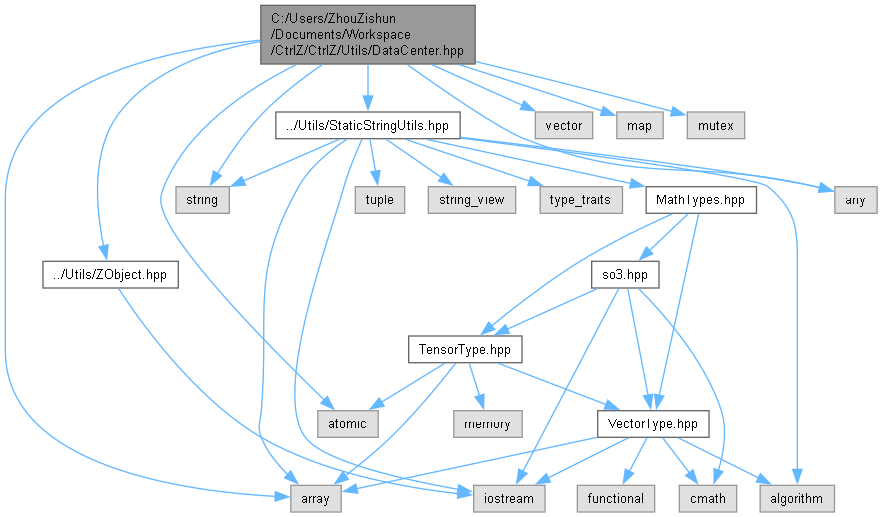 C:/Users/ZhouZishun
/Documents/Workspace
/CtrlZ/CtrlZ/Utils/DataCenter.hpp
../Utils/StaticStringUtils.hpp
vector
map
mutex
string
tuple
string_view
type_traits
MathTypes.hpp
any
../Utils/ZObject.hpp
so3.hpp
TensorType.hpp
atomic
memory
VectorType.hpp
array
iostream
functional
cmath
algorithm